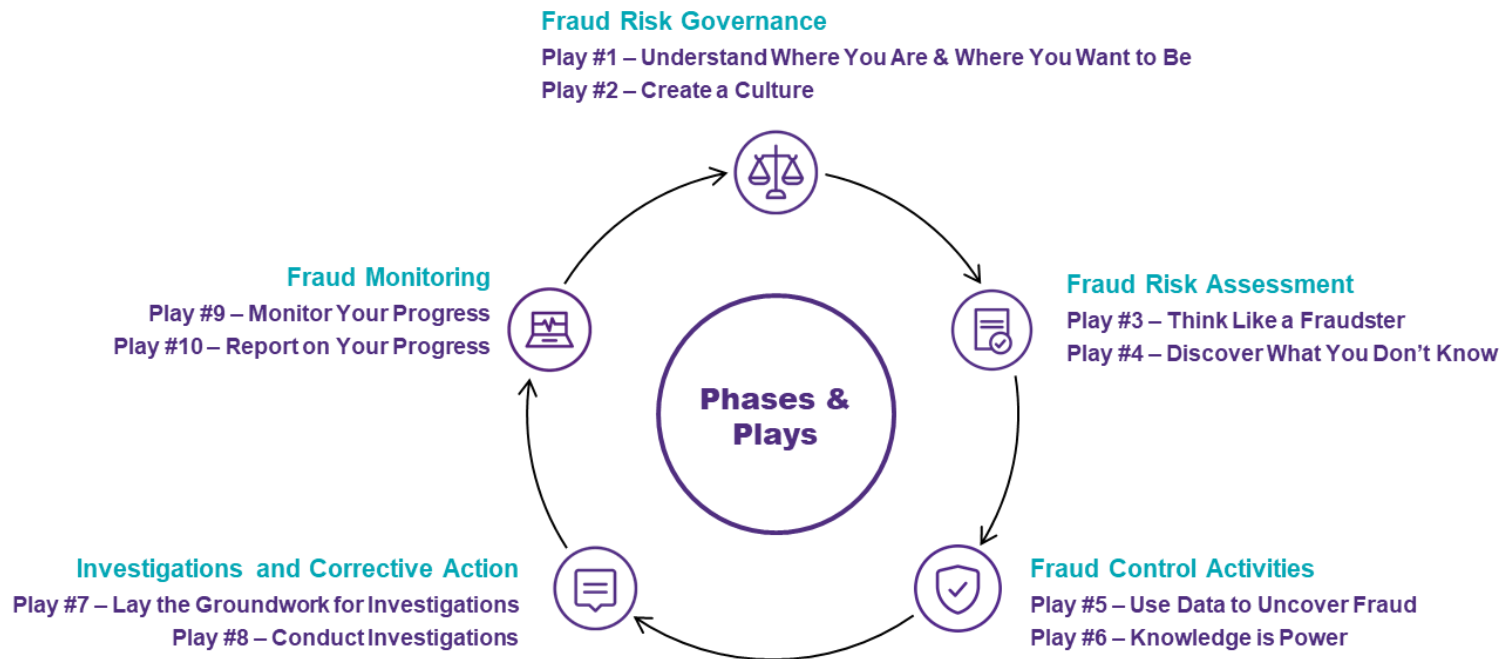 Fraud Risk Governance
Play #1 – Understand Where You Are & Where You Want to Be
Play #2 – Create a Culture
Fraud Risk Assessment
Play #3 – Think Like a Fraudster
Play #4 – Discover What You Don’t Know
Fraud Control Activities
Play #5 – Use Data to Uncover Fraud
Play #6 – Knowledge is Power
Investigations and Corrective Action
Play #7 – Lay the Groundwork for Investigations
Play #8 – Conduct Investigations
Fraud Monitoring
Play #9 – Monitor Your Progress
Play #10 – Report on Your Progress
Phases &
Plays